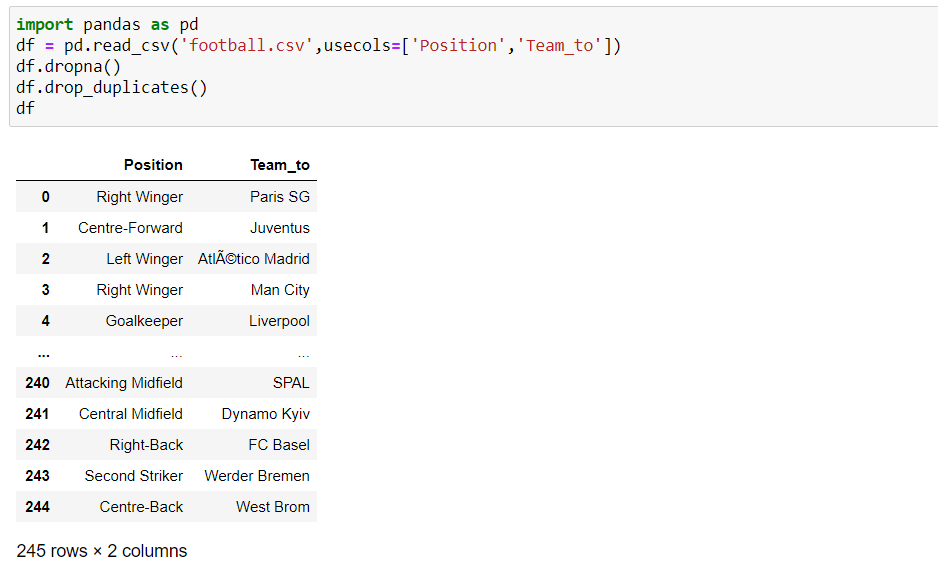 import pandas as pd
df = pd.read_csv('football.csv',usecols=['Position','Team_to'])
df.dropna()
df.drop_duplicates()
df
Position Team_to
0 Right Winger Paris SG
1 Centre-Forward Juventus
2 Left Winger AtlÃ©tico Madrid
3 Right Winger Man City
4 Goalkeeper Liverpool
... ... ...
240 Attacking Midfield SPAL
241 Central Midfield Dynamo Kyiv
242 Right-Back FC Basel
243 Second Striker Werder Bremen
244 Centre-Back West Brom
245 rows × 2 columns